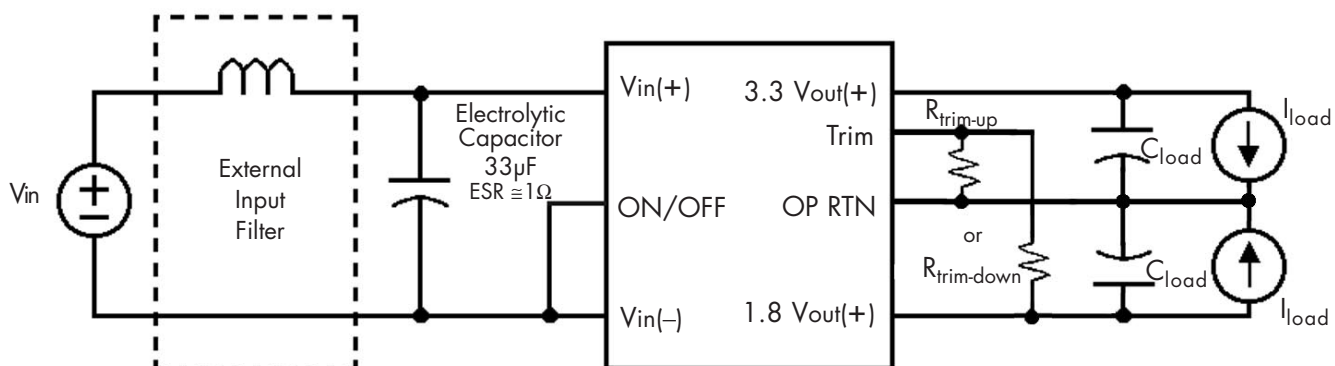 Vin
External
Input
Filter
Electrolytic
Capacitor
33µF
ESR ≅1Ω
Vin(+)
ON/OFF
Vin(–)
3.3 Vout(+)
Trim
OP RTN
1.8 Vout(+)
Rtrim-up
or
Rtrim-down
Cload
Iload
Cload
Iload